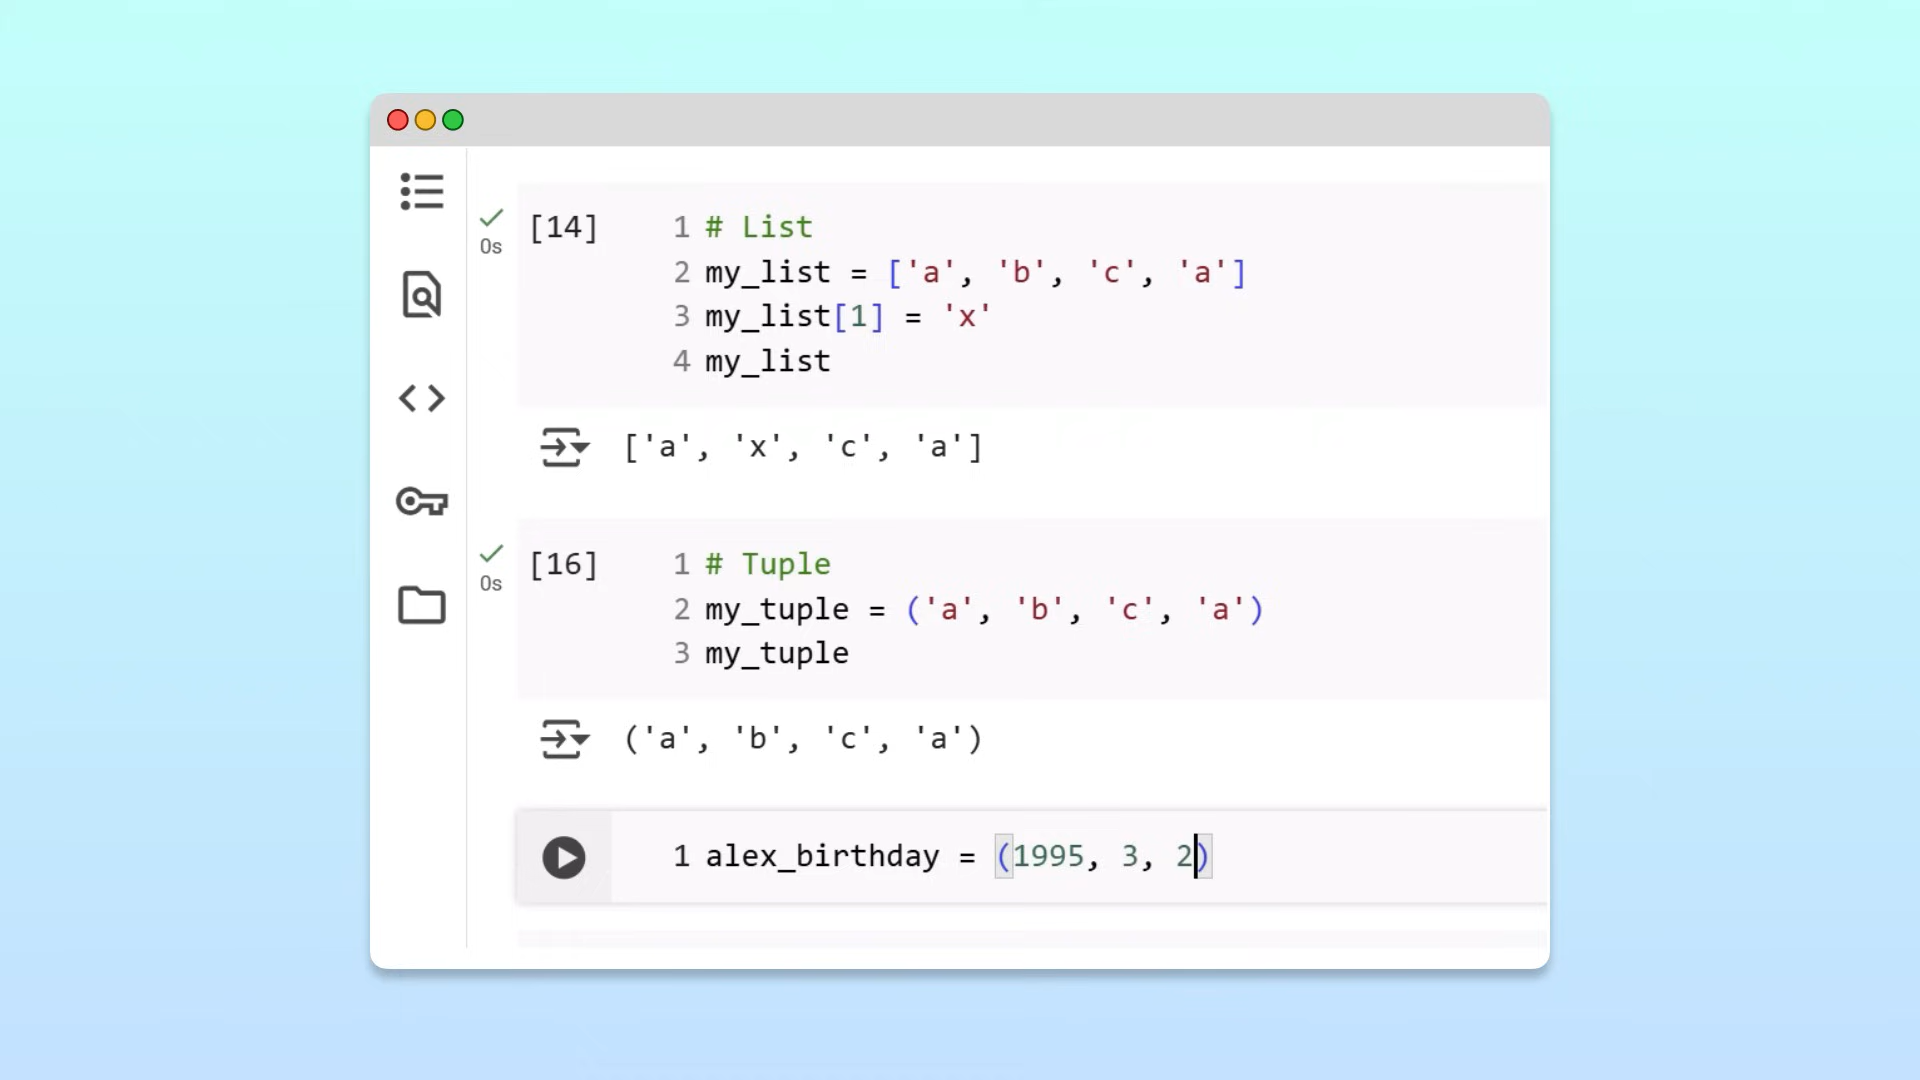 [14] 1 # List
0s
2 my_list = ['a', 'b', 'c', 'a']
3 my_list[1] = 'x'
4 my_list
['a', 'x', 'c', 'a']
[16] 1 # Tuple
0s
2 my_tuple = ('a', 'b', 'c', 'a')
3 my_tuple
('a', 'b', 'c', 'a')
1 alex_birthday = (1995, 3, 2)